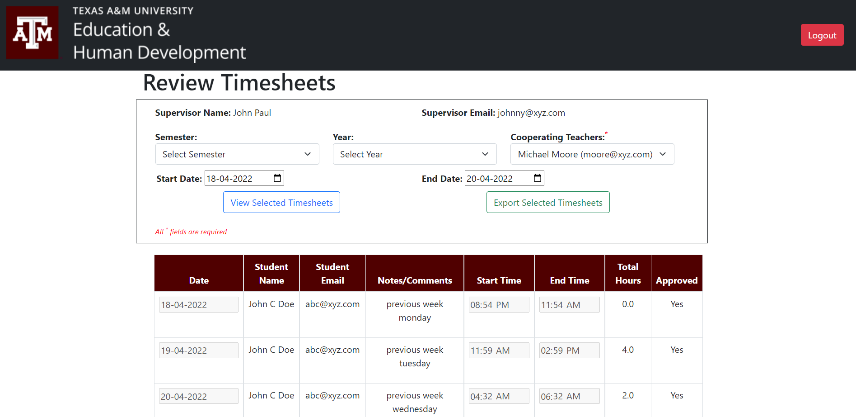 TEXAS A&M UNIVERSITY
Education &
Human Development
ATM
Logout
Review Timesheets
Supervisor Name: John Paul
Supervisor Email: johnny@xyz.com
Semester:
Year:
Cooperating Teachers:*
Select Semester
Select Year
Michael Moore (moore@xyz.com)
Start Date: 18-04-2022
End Date: 20-04-2022
View Selected Timesheets
Export Selected Timesheets
All * fields are required
Date Student Name Student Email Notes/Comments Start Time End Time Total Hours Approved
18-04-2022 John C Doe abc@xyz.com previous week monday 08:54 PM 11:54 AM 0.0 Yes
19-04-2022 John C Doe abc@xyz.com previous week tuesday 11:59 AM 02:59 PM 4.0 Yes
20-04-2022 John C Doe abc@xyz.com previous week wednesday 04:32 AM 06:32 AM 2.0 Yes